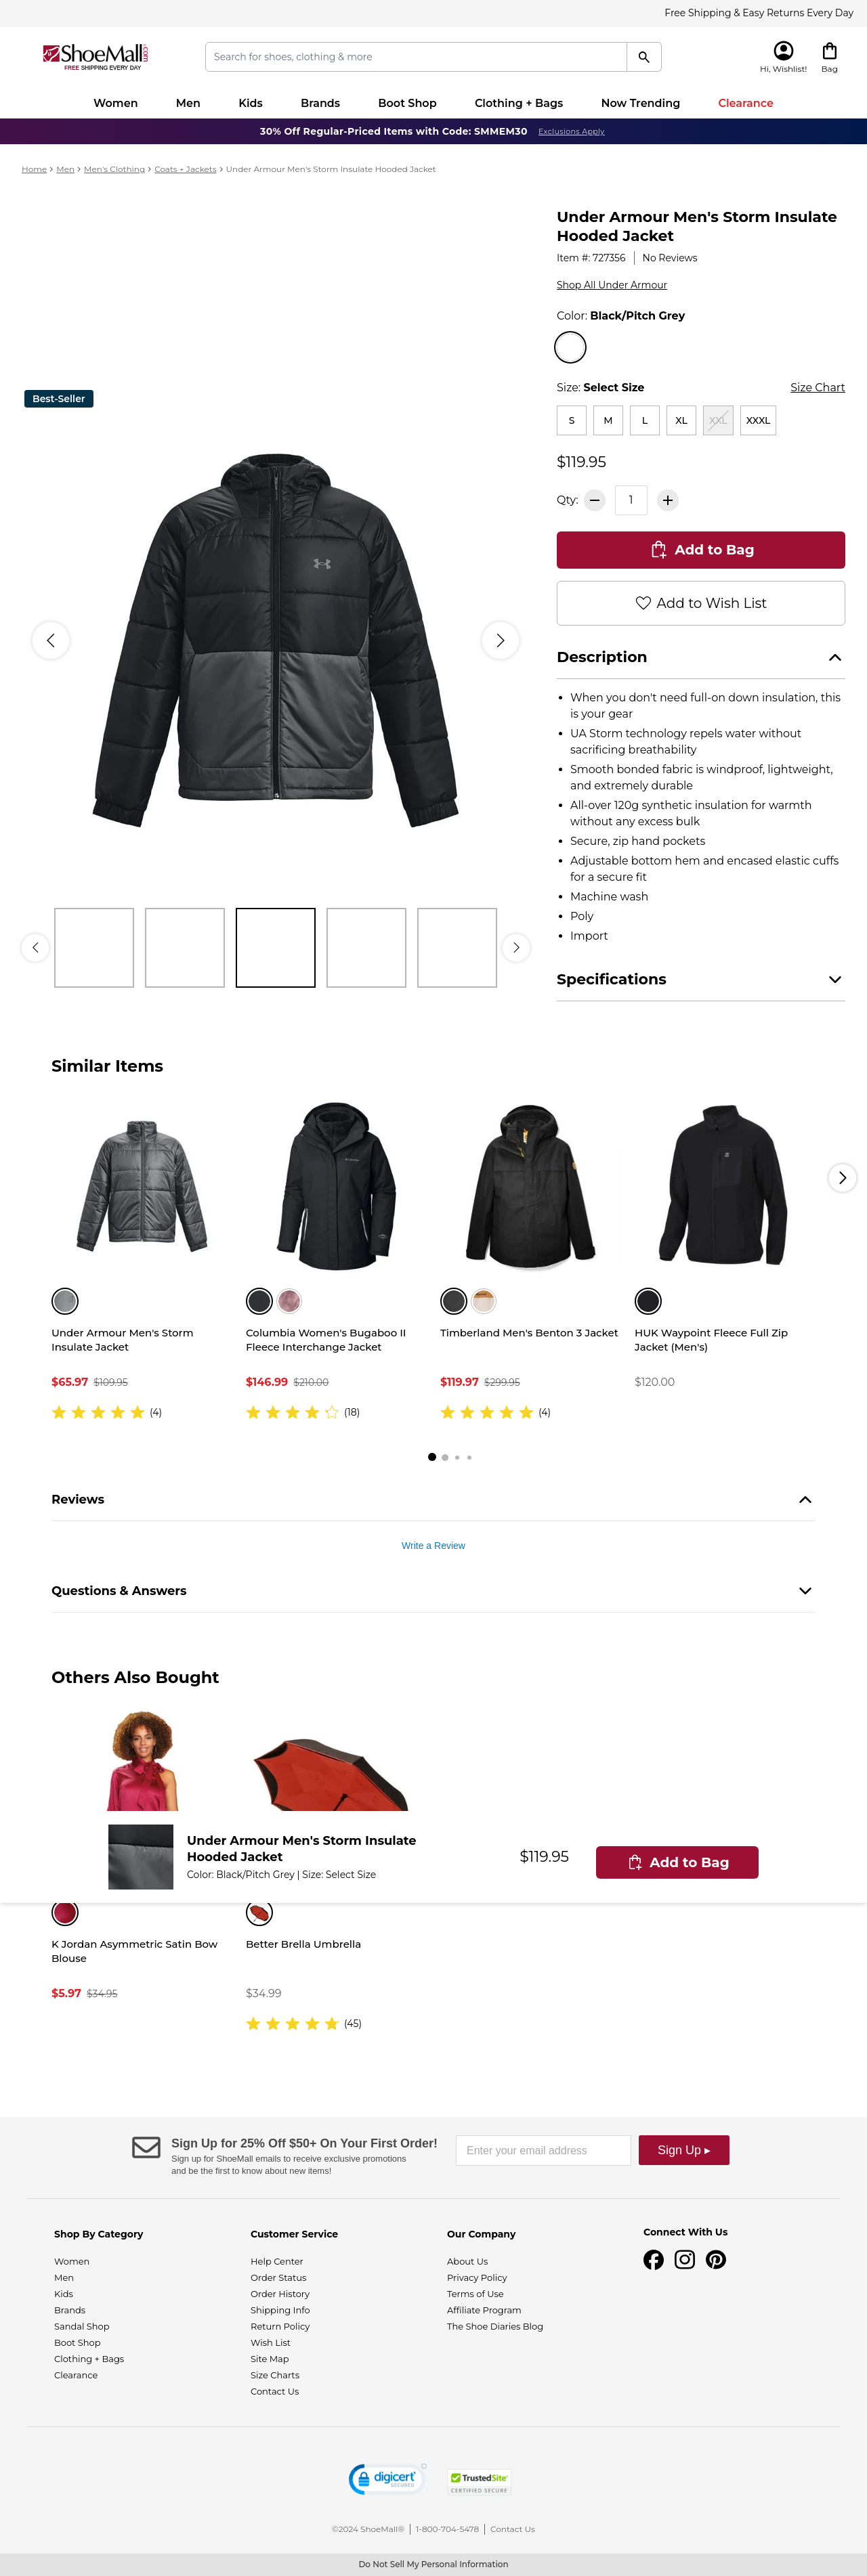 Free Shipping & Easy Returns Every Day
ShoeMall.com
FREE SHIPPING EVERY DAY
Search for shoes, clothing & more
Hi, Wishlist!
Bag
Women
Men
Kids
Brands
Boot Shop
Clothing + Bags
Now Trending
Clearance
30% Off Regular-Priced Items with Code: SMMEM30 Exclusions Apply
Home > Men > Men's Clothing > Coats + Jackets > Under Armour Men's Storm Insulate Hooded Jacket
Best-Seller
Under Armour Men's Storm Insulate
Hooded Jacket
Item #: 727356 | No Reviews
Shop All Under Armour
Color: Black/Pitch Grey
Size: Select Size
Size Chart
S
M
L
XL
XXL
XXXL
$119.95
Qty:
1
Add to Bag
Add to Wish List
Description
• When you don't need full-on down insulation, this
is your gear
• UA Storm technology repels water without
sacrificing breathability
• Smooth bonded fabric is windproof, lightweight,
and extremely durable
• All-over 120g synthetic insulation for warmth
without any excess bulk
• Secure, zip hand pockets
• Adjustable bottom hem and encased elastic cuffs
for a secure fit
• Machine wash
• Poly
• Import
Specifications
Similar Items
Under Armour Men's Storm
Insulate Jacket
$65.97 $109.95
(4)
Columbia Women's Bugaboo II
Fleece Interchange Jacket
$146.99 $210.00
(18)
Timberland Men's Benton 3 Jacket
$119.97 $299.95
(4)
HUK Waypoint Fleece Full Zip
Jacket (Men's)
$120.00
Reviews
Write a Review
Questions & Answers
Others Also Bought
Under Armour Men's Storm Insulate
Hooded Jacket
Color: Black/Pitch Grey | Size: Select Size
$119.95
Add to Bag
K Jordan Asymmetric Satin Bow
Blouse
$5.97 $34.95
Better Brella Umbrella
$34.99
(45)
Sign Up for 25% Off $50+ On Your First Order!
Sign up for ShoeMall emails to receive exclusive promotions
and be the first to know about new items!
Enter your email address
Sign Up ▸
Shop By Category
Women
Men
Kids
Brands
Sandal Shop
Boot Shop
Clothing + Bags
Clearance
Customer Service
Help Center
Order Status
Order History
Shipping Info
Return Policy
Wish List
Site Map
Size Charts
Contact Us
Our Company
About Us
Privacy Policy
Terms of Use
Affiliate Program
The Shoe Diaries Blog
Connect With Us
digicert
SECURED
TrustedSite
CERTIFIED SECURE
©2024 ShoeMall® | 1-800-704-5478 | Contact Us
Do Not Sell My Personal Information